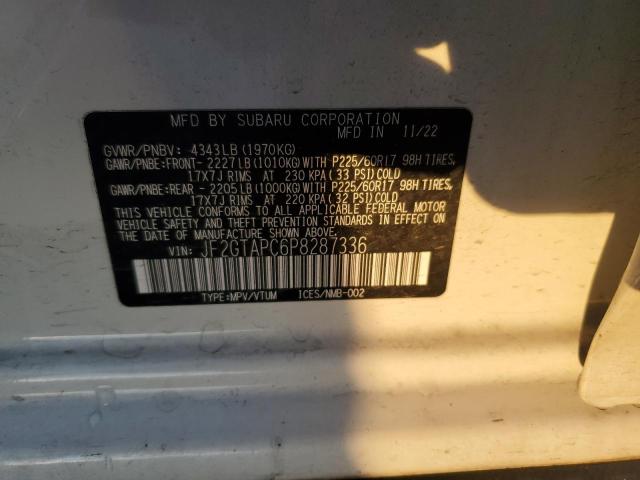 MFD BY SUBARU CORPORATION
MFD IN 11/22
GVWR/PNBV: 4343LB(1970KG)
GAWR/PNBE:FRONT- 2227LB(1010KG)WITH P225/60R17 98H TIRES,
17X7J RIMS AT 230 KPA(33 PSI)COLD
GAWR/PNBE:REAR - 2205LB(1000KG)WITH P225/60R17 98H TIRES,
17X7J RIMS AT 220 KPA(32 PSI)COLD
THIS VEHICLE CONFORMS TO ALL APPLICABLE FEDERAL MOTOR
VEHICLE SAFETY AND THEFT PREVENTION STANDARDS IN EFFECT
ON THE DATE OF MANUFACTURE SHOWN ABOVE.
VIN: JF2GTAPC6P8287336
TYPE:MPV/VTUM ICES/NMB-002